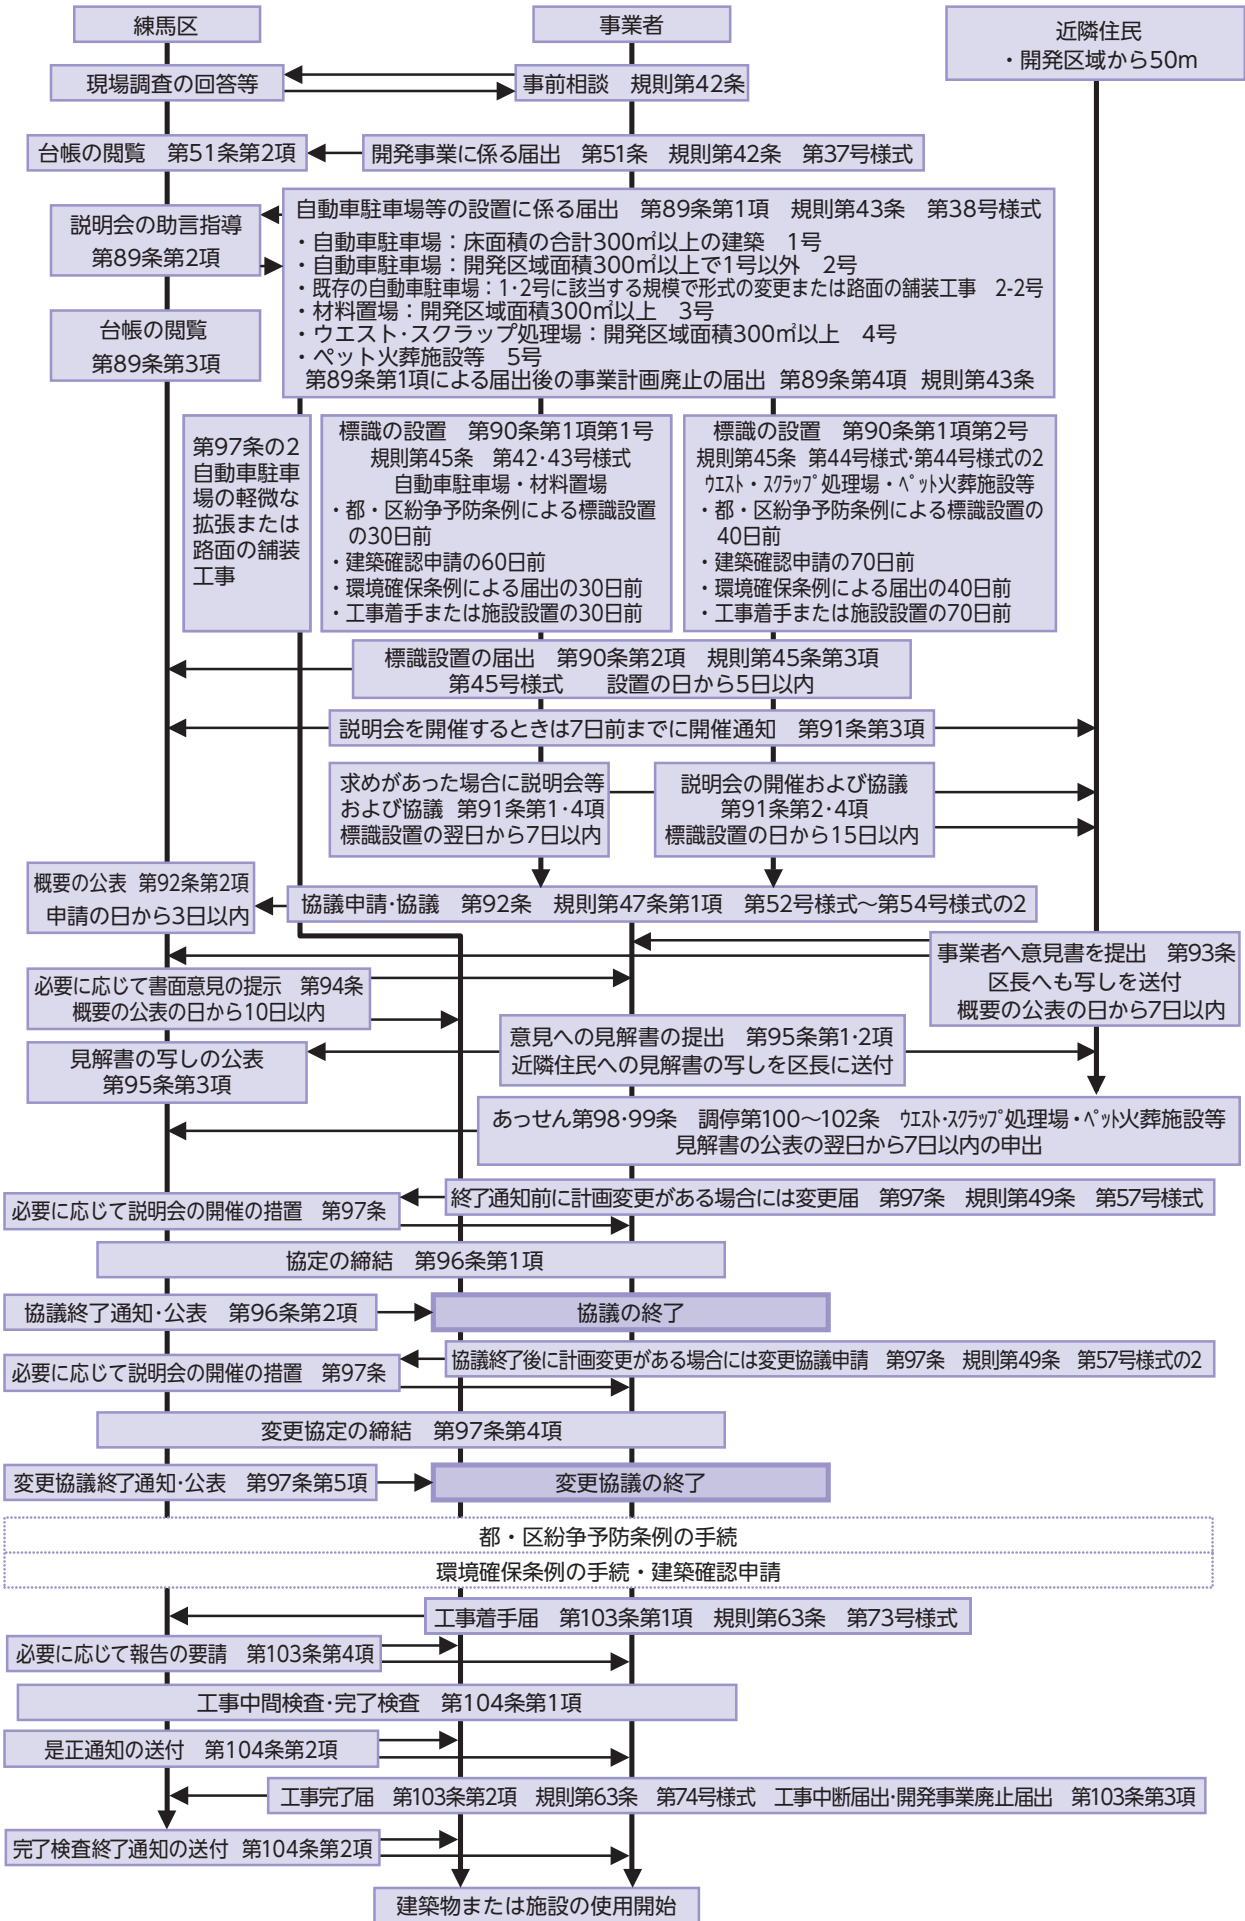 練馬区
事業者
近隣住民
・開発区域から50m
現場調査の回答等
事前相談　規則第42条
台帳の閲覧　第51条第2項
開発事業に係る届出　第51条　規則第42条　第37号様式
説明会の助言指導
第89条第2項
台帳の閲覧
第89条第3項
自動車駐車場等の設置に係る届出　第89条第1項　規則第43条　第38号様式
・自動車駐車場：床面積の合計300㎡以上の建築　1号
・自動車駐車場：開発区域面積300㎡以上で1号以外　2号
・既存の自動車駐車場：1・2号に該当する規模で形式の変更または路面の舗装工事　2-2号
・材料置場：開発区域面積300㎡以上　3号
・ウエスト・スクラップ処理場：開発区域面積300㎡以上　4号
・ペット火葬施設等　5号
第89条第1項による届出後の事業計画廃止の届出　第89条第4項　規則第43条
第97条の2
自動車駐車
場の軽微な
拡張または
路面の舗装
工事
標識の設置　第90条第1項第1号
規則第45条　第42・43号様式
自動車駐車場・材料置場
・都・区紛争予防条例による標識設置
の30日前
・建築確認申請の60日前
・環境確保条例による届出の30日前
・工事着手または施設設置の30日前
標識の設置　第90条第1項第2号
規則第45条　第44号様式・第44号様式の2
ｳｴｽﾄ・ｽｸﾗｯﾌﾟ処理場・ﾍﾟｯﾄ火葬施設等
・都・区紛争予防条例による標識設置の
40日前
・建築確認申請の70日前
・環境確保条例による届出の40日前
・工事着手または施設設置の70日前
標識設置の届出　第90条第2項　規則第45条第3項
第45号様式　　設置の日から5日以内
説明会を開催するときは7日前までに開催通知　第91条第3項
求めがあった場合に説明会等
および協議　第91条第1・4項
標識設置の翌日から7日以内
説明会の開催および協議
第91条第2・4項
標識設置の日から15日以内
概要の公表　第92条第2項
申請の日から3日以内
協議申請・協議　第92条　規則第47条第1項　第52号様式～第54号様式の2
事業者へ意見書を提出　第93条
区長へも写しを送付
概要の公表の日から7日以内
必要に応じて書面意見の提示　第94条
概要の公表の日から10日以内
意見への見解書の提出　第95条第1・2項
近隣住民への見解書の写しを区長に送付
見解書の写しの公表
第95条第3項
あっせん第98・99条　調停第100～102条　ｳｴｽﾄ・ｽｸﾗｯﾌﾟ処理場・ﾍﾟｯﾄ火葬施設等
見解書の公表の翌日から7日以内の申出
終了通知前に計画変更がある場合には変更届　第97条　規則第49条　第57号様式
必要に応じて説明会の開催の措置　第97条
協定の締結　第96条第1項
協議終了通知・公表　第96条第2項
協議の終了
協議終了後に計画変更がある場合には変更協議申請　第97条　規則第49条　第57号様式の2
必要に応じて説明会の開催の措置　第97条
変更協定の締結　第97条第4項
変更協議終了通知・公表　第97条第5項
変更協議の終了
都・区紛争予防条例の手続
環境確保条例の手続・建築確認申請
工事着手届　第103条第1項　規則第63条　第73号様式
必要に応じて報告の要請　第103条第4項
工事中間検査・完了検査　第104条第1項
是正通知の送付　第104条第2項
工事完了届　第103条第2項　規則第63条　第74号様式　工事中断届出・開発事業廃止届出　第103条第3項
完了検査終了通知の送付　第104条第2項
建築物または施設の使用開始